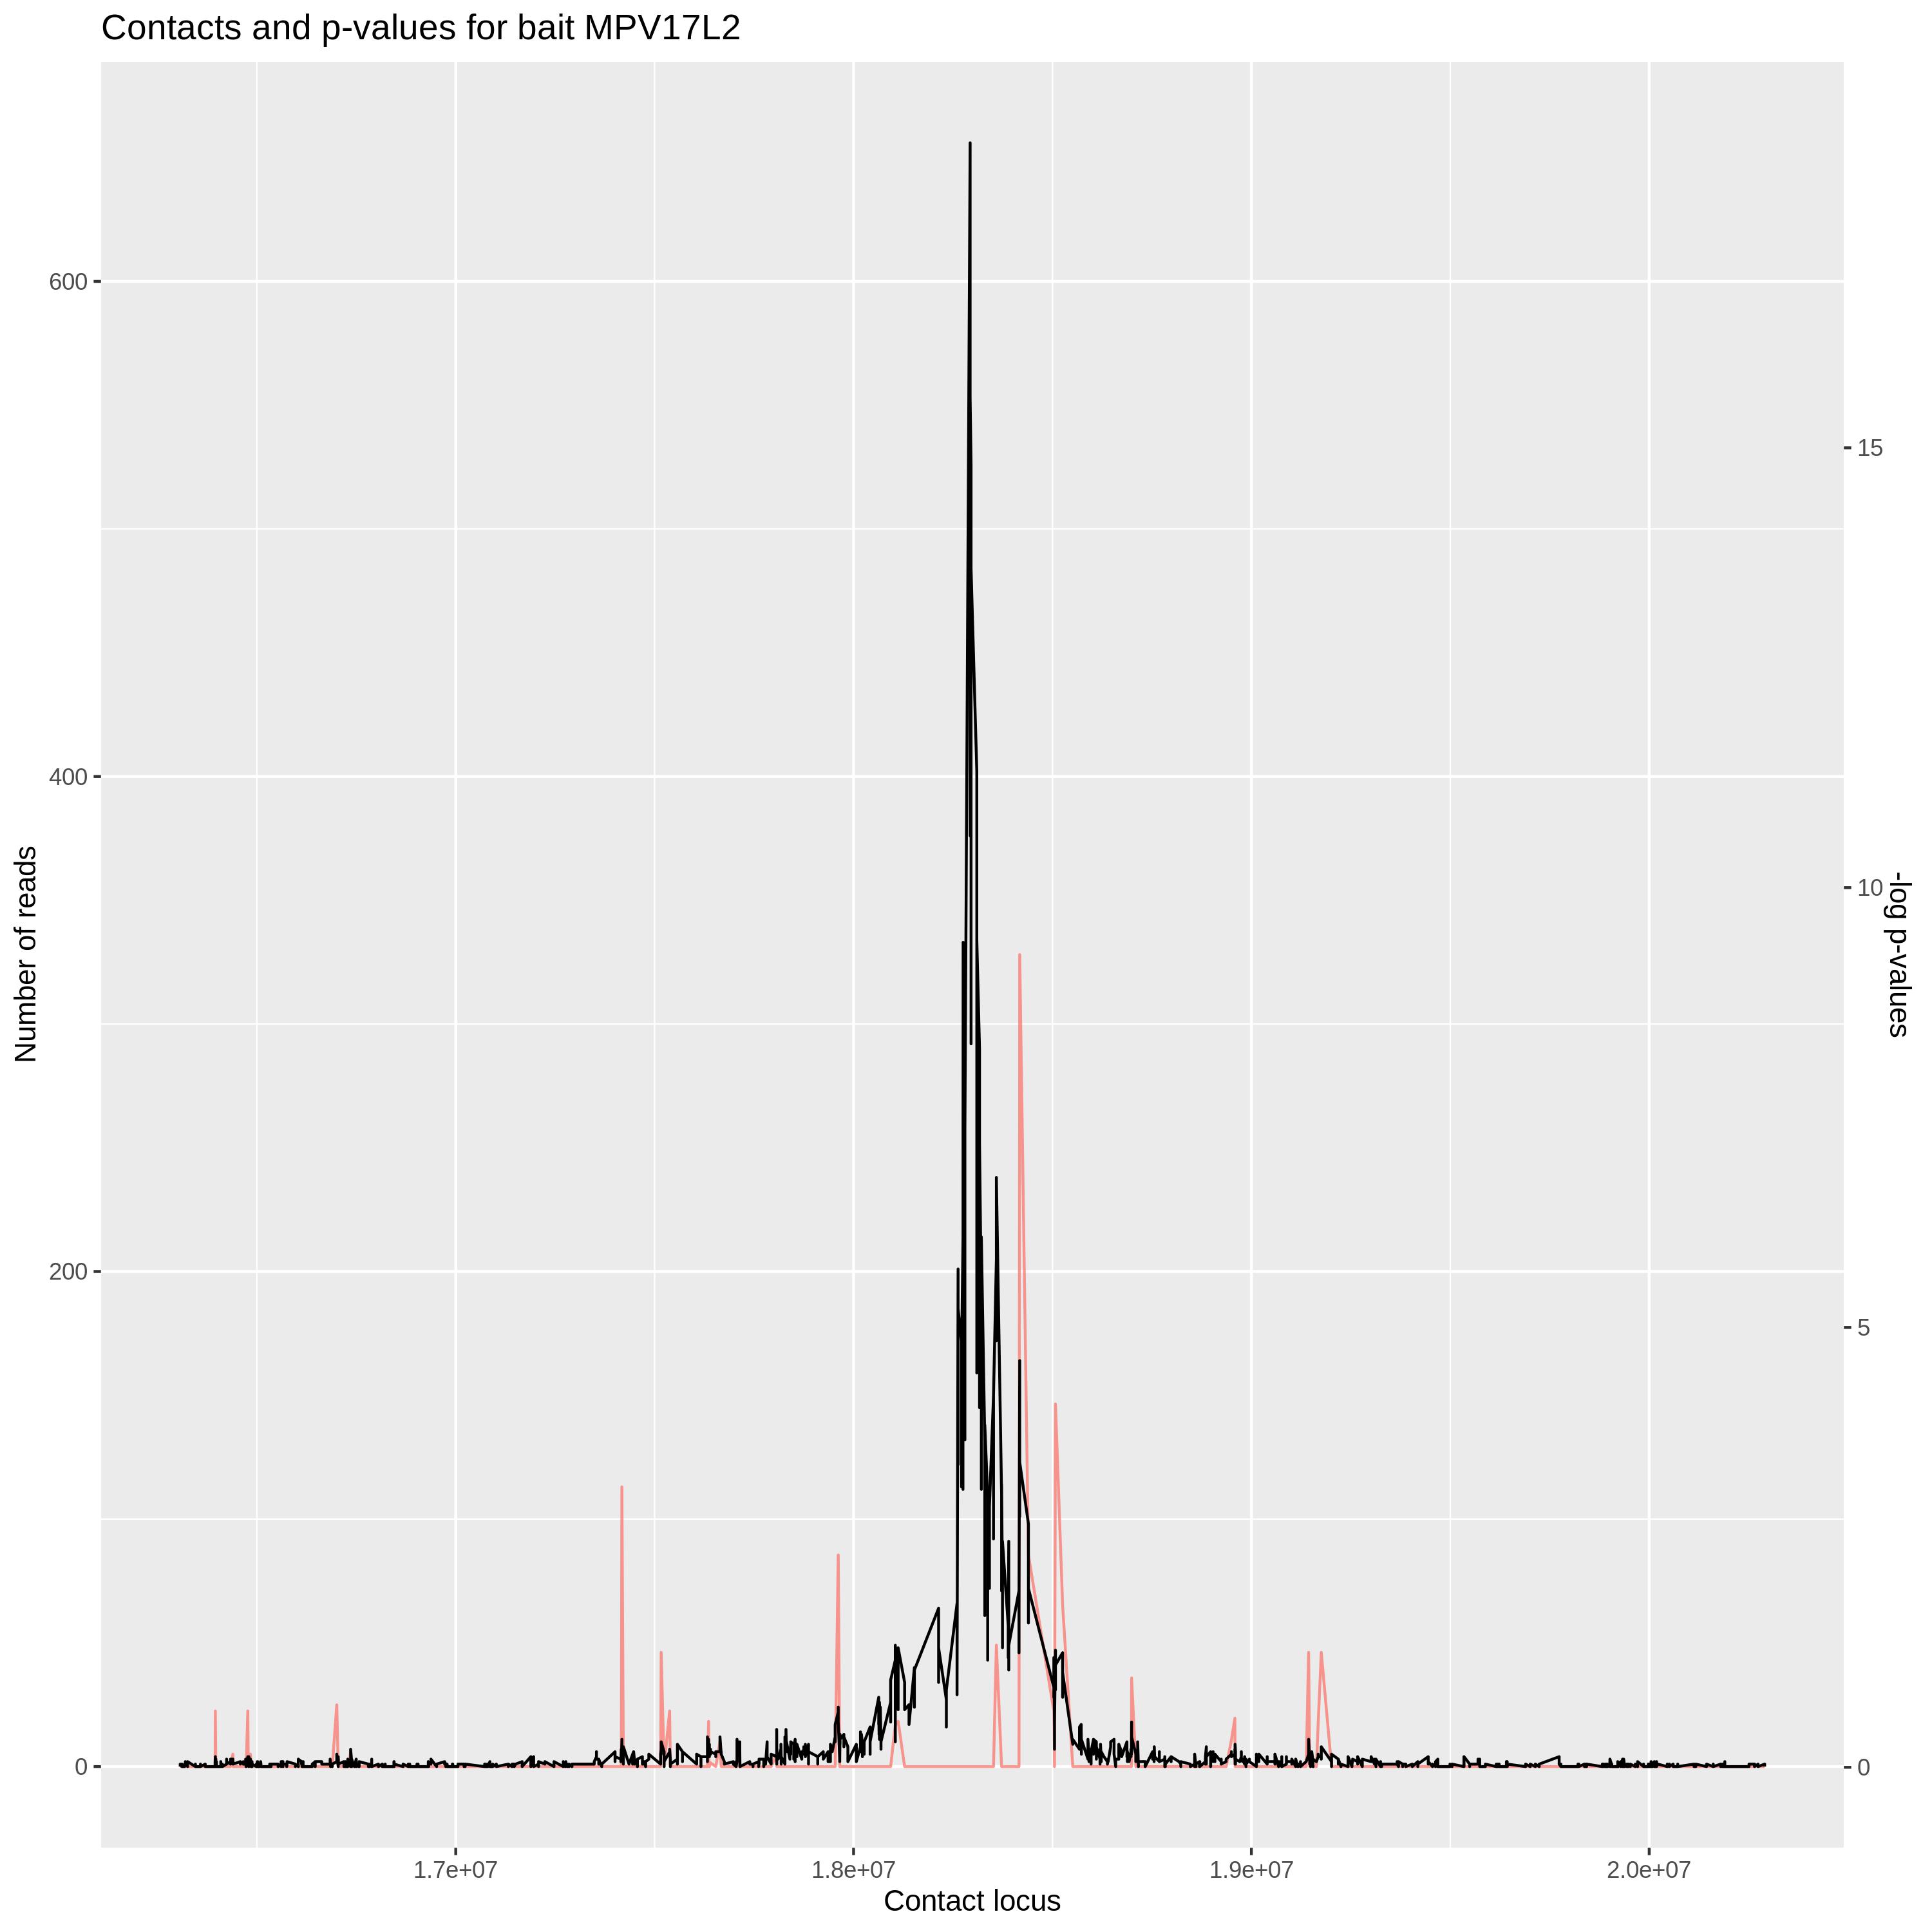 Contacts and p-values for bait MPV17L2
600
400
200
0
Number of reads
15
10
5
0
-log p-values
1.7e+07 1.8e+07 1.9e+07 2.0e+07
Contact locus